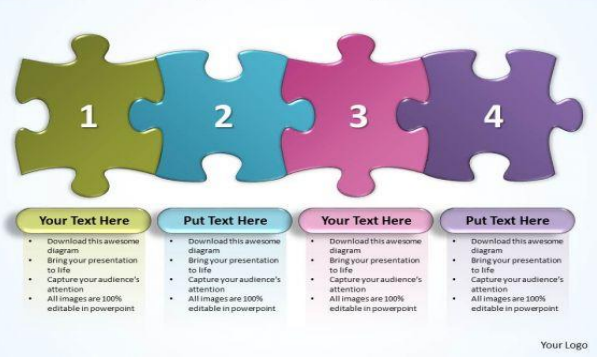 1 2 3 4
Your Text Here Put Text Here Your Text Here Put Text Here
• Download this awesome
diagram
• Bring your presentation
to life
• Capture your audience's
attention
• All images are 100%
editable in powerpoint
• Download this awesome
diagram
• Bring your presentation
to life
• Capture your audience's
attention
• All images are 100%
editable in powerpoint
• Download this awesome
diagram
• Bring your presentation
to life
• Capture your audience's
attention
• All images are 100%
editable in powerpoint
• Download this awesome
diagram
• Bring your presentation
to life
• Capture your audience's
attention
• All images are 100%
editable in powerpoint
Your Logo